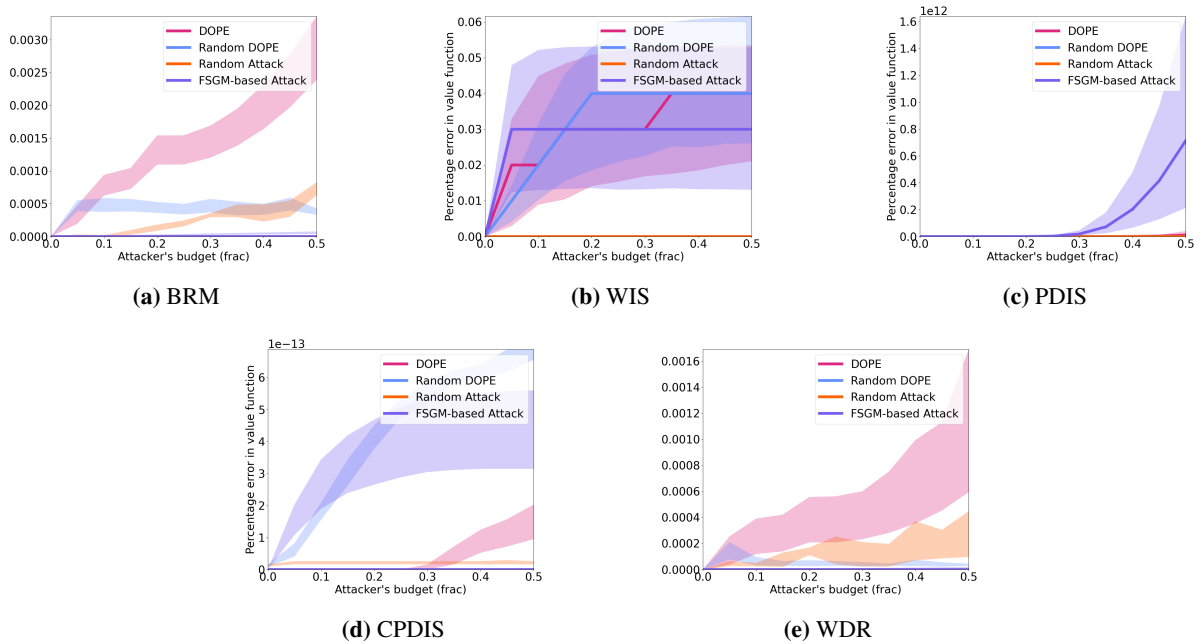 0.0030
0.0025
0.0020
0.0015
0.0010
0.0005
0.0000
0.0
0.1
0.2
0.3
0.4
0.5
DOPE
Random DOPE
Random Attack
FSGM-based Attack
Attacker's budget (frac)
(a) BRM
Percentage error in value function
0.06
0.05
0.04
0.03
0.02
0.01
0.00
0.0
0.1
0.2
0.3
0.4
0.5
DOPE
Random DOPE
Random Attack
FSGM-based Attack
Attacker's budget (frac)
(b) WIS
1e12
Percentage error in value function
1.6
1.4
1.2
1.0
0.8
0.6
0.4
0.2
0.0
0.0
0.1
0.2
0.3
0.4
0.5
DOPE
Random DOPE
Random Attack
FSGM-based Attack
Attacker's budget (frac)
(c) PDIS
1e−13
Percentage error in value function
6
5
4
3
2
1
0
0.0
0.1
0.2
0.3
0.4
0.5
DOPE
Random DOPE
Random Attack
FSGM-based Attack
Attacker's budget (frac)
(d) CPDIS
0.0016
0.0014
0.0012
0.0010
0.0008
0.0006
0.0004
0.0002
0.0000
0.0
0.1
0.2
0.3
0.4
0.5
DOPE
Random DOPE
Random Attack
FSGM-based Attack
Attacker's budget (frac)
(e) WDR